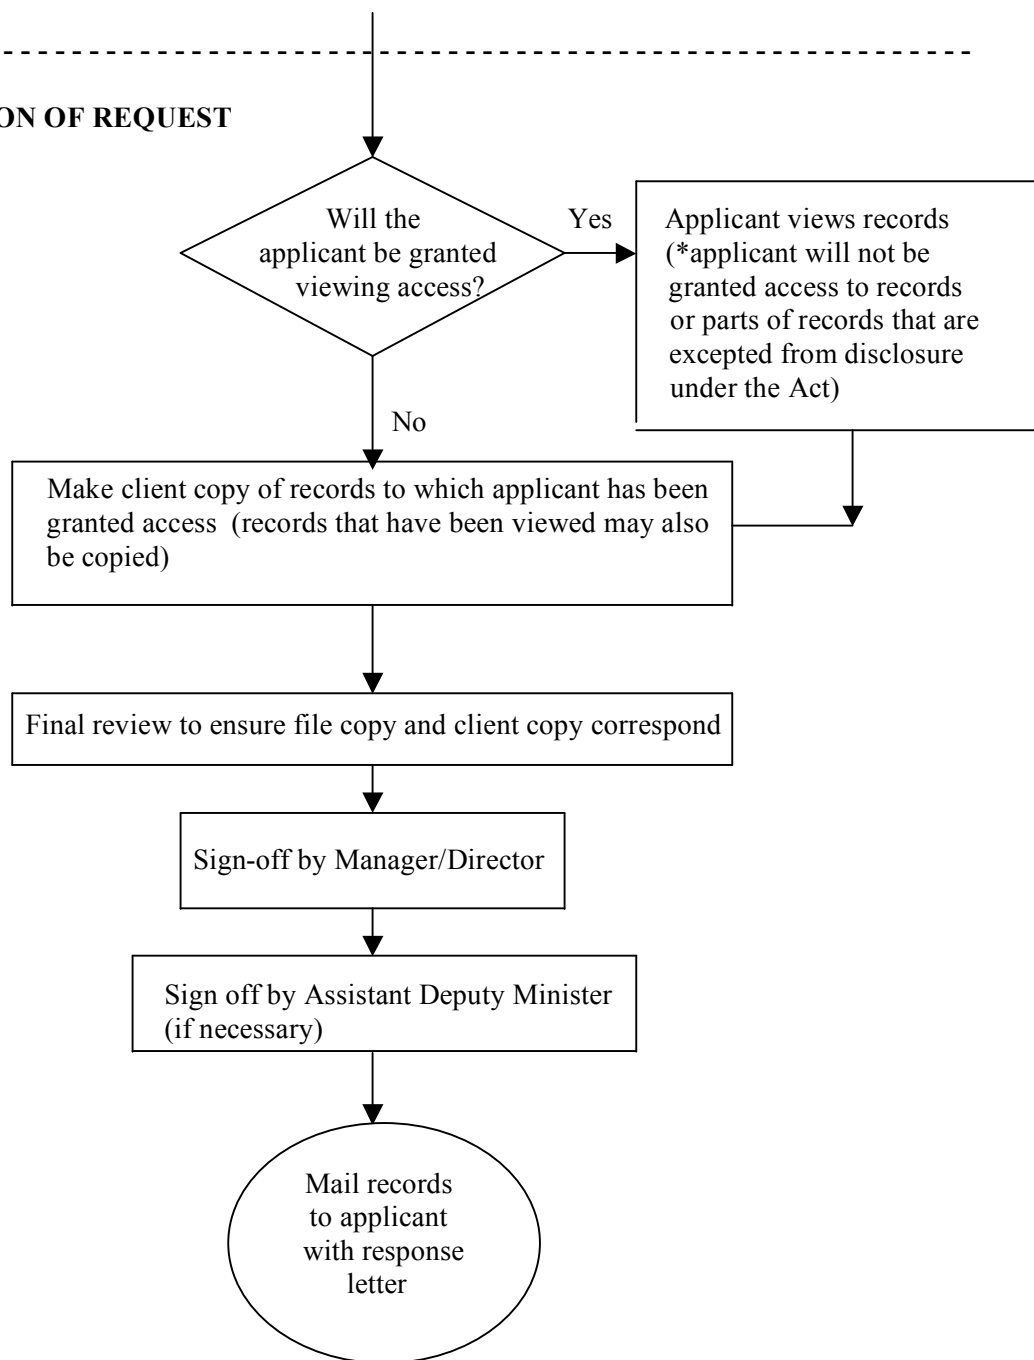 ON OF REQUEST
Will the
applicant be granted
viewing access?
Yes
Applicant views records
(*applicant will not be
granted access to records
or parts of records that are
excepted from disclosure
under the Act)
No
Make client copy of records to which applicant has been
granted access (records that have been viewed may also
be copied)
Final review to ensure file copy and client copy correspond
Sign-off by Manager/Director
Sign off by Assistant Deputy Minister
(if necessary)
Mail records
to applicant
with response
letter